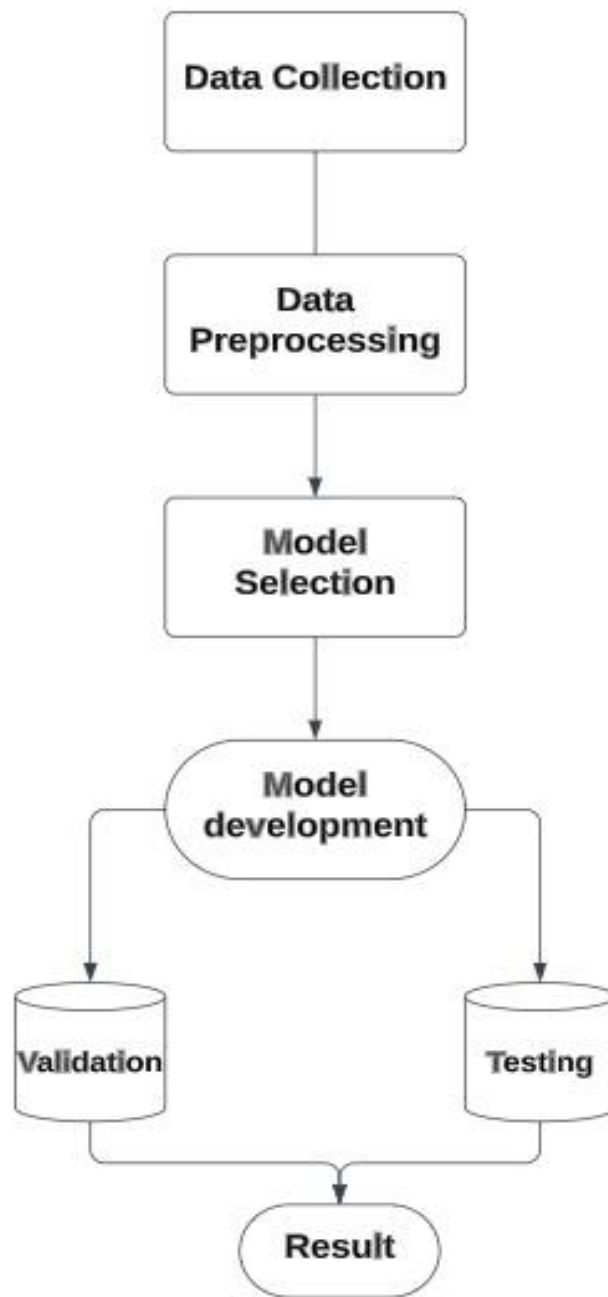 Data Collection
Data
Preprocessing
Model
Selection
Model
development
Validation
Testing
Result